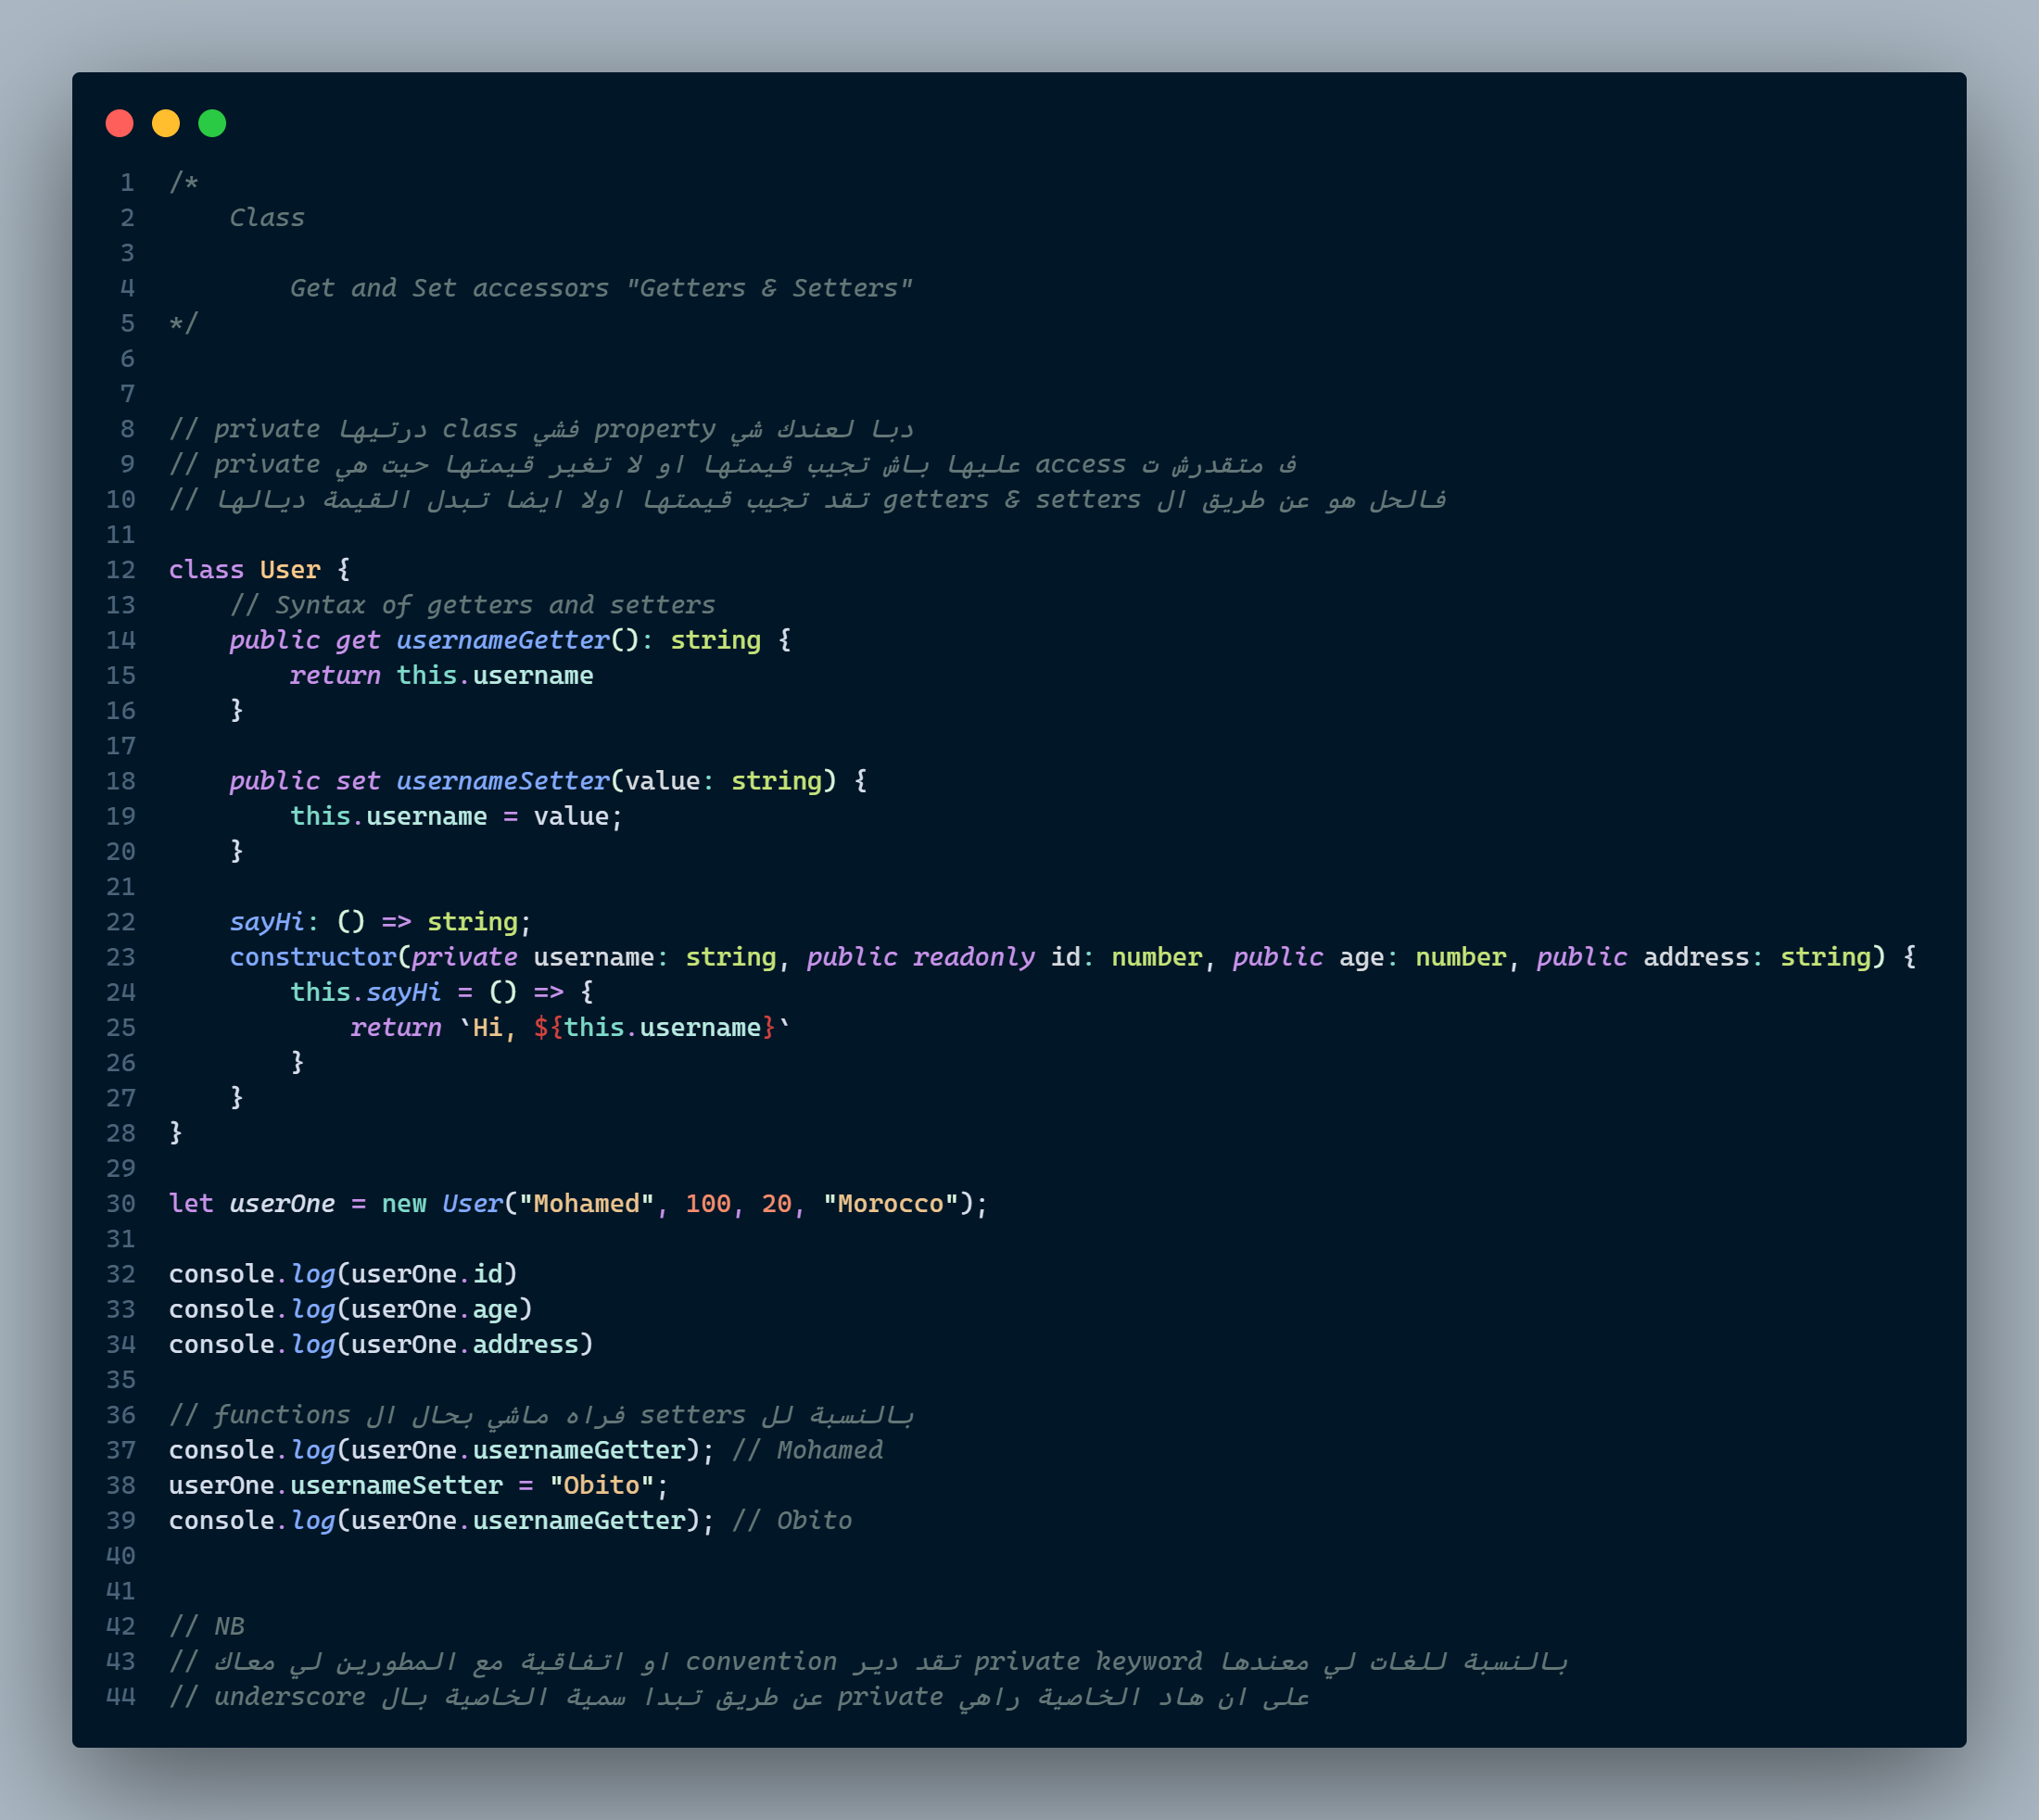 1 /*
2     Class
3
4         Get and Set accessors "Getters & Setters"
5 */
6
7
8 // دبا لعندك شي property فشي class درتيها private
9 // ف متقدرش ت access عليها باش تجيب قيمتها او لا تغير قيمتها حيت هي private
10 // فالحل هو عن طريق ال getters & setters تقد تجيب قيمتها اولا ايضا تبدل القيمة ديالها
11
12 class User {
13     // Syntax of getters and setters
14     public get usernameGetter(): string {
15         return this.username
16     }
17
18     public set usernameSetter(value: string) {
19         this.username = value;
20     }
21
22     sayHi: () => string;
23     constructor(private username: string, public readonly id: number, public age: number, public address: string) {
24         this.sayHi = () => {
25             return `Hi, ${this.username}`
26         }
27     }
28 }
29
30 let userOne = new User("Mohamed", 100, 20, "Morocco");
31
32 console.log(userOne.id)
33 console.log(userOne.age)
34 console.log(userOne.address)
35
36 // بالنسبة لل setters فراه ماشي بحال ال functions
37 console.log(userOne.usernameGetter); // Mohamed
38 userOne.usernameSetter = "Obito";
39 console.log(userOne.usernameGetter); // Obito
40
41
42 // NB
43 // بالنسبة للغات لي معندها private keyword تقد دير convention او اتفاقية مع المطورين لي معاك
44 // على ان هاد الخاصية راهي private عن طريق تبدا سمية الخاصية بال underscore